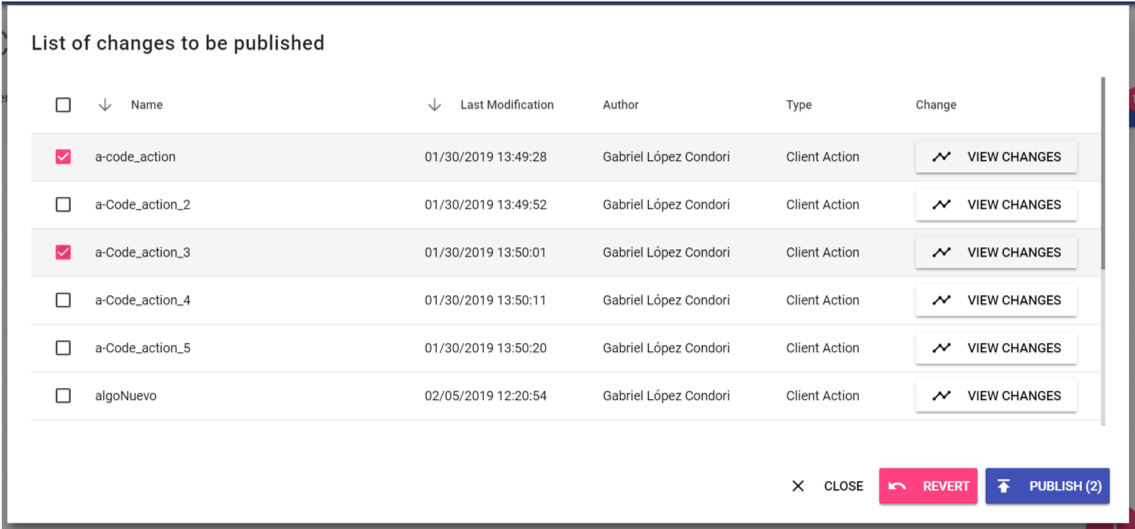 List of changes to be published
Name Last Modification Author Type Change
a-code_action 01/30/2019 13:49:28 Gabriel López Condori Client Action VIEW CHANGES
a-Code_action_2 01/30/2019 13:49:52 Gabriel López Condori Client Action VIEW CHANGES
a-Code_action_3 01/30/2019 13:50:01 Gabriel López Condori Client Action VIEW CHANGES
a-Code_action_4 01/30/2019 13:50:11 Gabriel López Condori Client Action VIEW CHANGES
a-Code_action_5 01/30/2019 13:50:20 Gabriel López Condori Client Action VIEW CHANGES
algoNuevo 02/05/2019 12:20:54 Gabriel López Condori Client Action VIEW CHANGES
CLOSE REVERT PUBLISH (2)